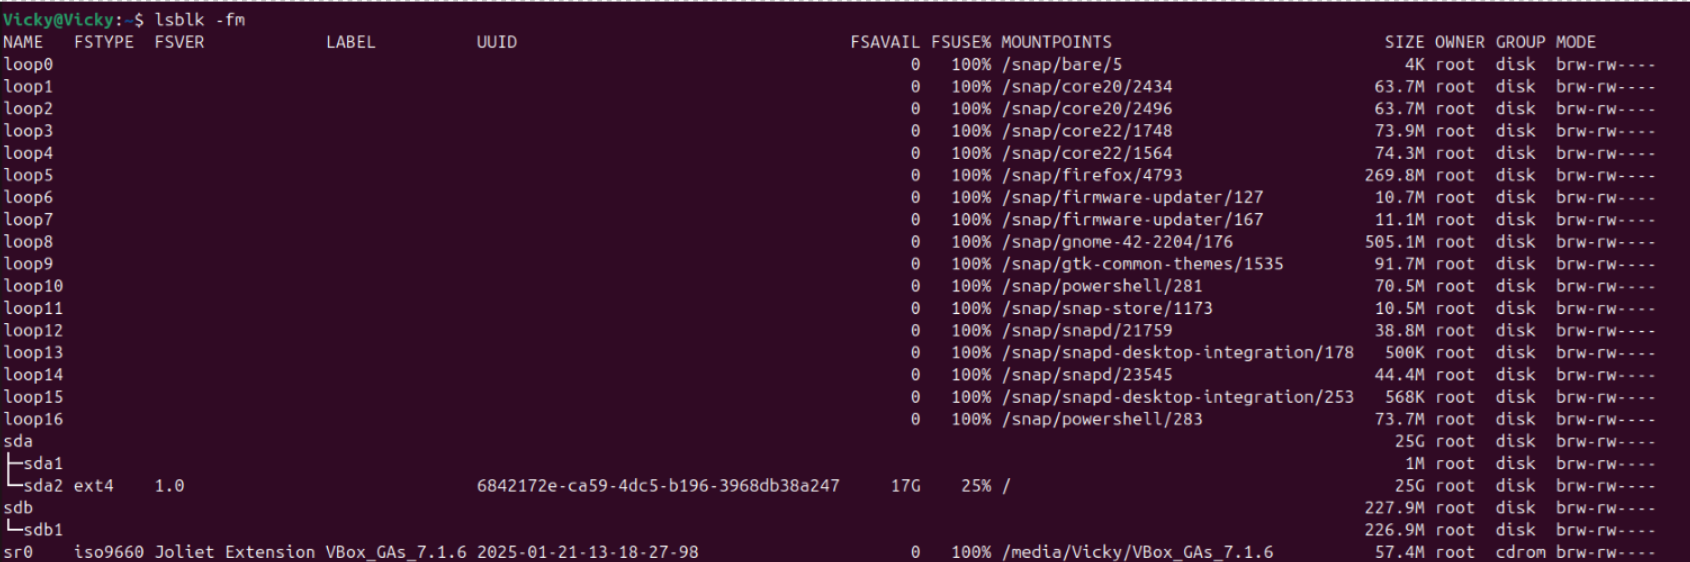 Vicky@Vicky:~$ lsblk -fm
NAME   FSTYPE  FSVER            LABEL          UUID                                 FSAVAIL FSUSE% MOUNTPOINTS                           SIZE OWNER GROUP MODE
loop0                                                                                     0   100% /snap/bare/5                            4K root  disk  brw-rw----
loop1                                                                                     0   100% /snap/core20/2434                    63.7M root  disk  brw-rw----
loop2                                                                                     0   100% /snap/core20/2496                    63.7M root  disk  brw-rw----
loop3                                                                                     0   100% /snap/core22/1748                    73.9M root  disk  brw-rw----
loop4                                                                                     0   100% /snap/core22/1564                    74.3M root  disk  brw-rw----
loop5                                                                                     0   100% /snap/firefox/4793                  269.8M root  disk  brw-rw----
loop6                                                                                     0   100% /snap/firmware-updater/127           10.7M root  disk  brw-rw----
loop7                                                                                     0   100% /snap/firmware-updater/167           11.1M root  disk  brw-rw----
loop8                                                                                     0   100% /snap/gnome-42-2204/176             505.1M root  disk  brw-rw----
loop9                                                                                     0   100% /snap/gtk-common-themes/1535         91.7M root  disk  brw-rw----
loop10                                                                                    0   100% /snap/powershell/281                 70.5M root  disk  brw-rw----
loop11                                                                                    0   100% /snap/snap-store/1173                10.5M root  disk  brw-rw----
loop12                                                                                    0   100% /snap/snapd/21759                    38.8M root  disk  brw-rw----
loop13                                                                                    0   100% /snap/snapd-desktop-integration/178   500K root  disk  brw-rw----
loop14                                                                                    0   100% /snap/snapd/23545                    44.4M root  disk  brw-rw----
loop15                                                                                    0   100% /snap/snapd-desktop-integration/253   568K root  disk  brw-rw----
loop16                                                                                    0   100% /snap/powershell/283                 73.7M root  disk  brw-rw----
sda                                                                                                                                       25G root  disk  brw-rw----
├─sda1                                                                                                                                     1M root  disk  brw-rw----
└─sda2 ext4    1.0                             6842172e-ca59-4dc5-b196-3968db38a247     17G    25% /                                      25G root  disk  brw-rw----
sdb                                                                                                                                    227.9M root  disk  brw-rw----
└─sdb1                                                                                                                                 226.9M root  disk  brw-rw----
sr0    iso9660 Joliet Extension VBox_GAs_7.1.6 2025-01-21-13-18-27-98                     0   100% /media/Vicky/VBox_GAs_7.1.6          57.4M root  cdrom brw-rw----